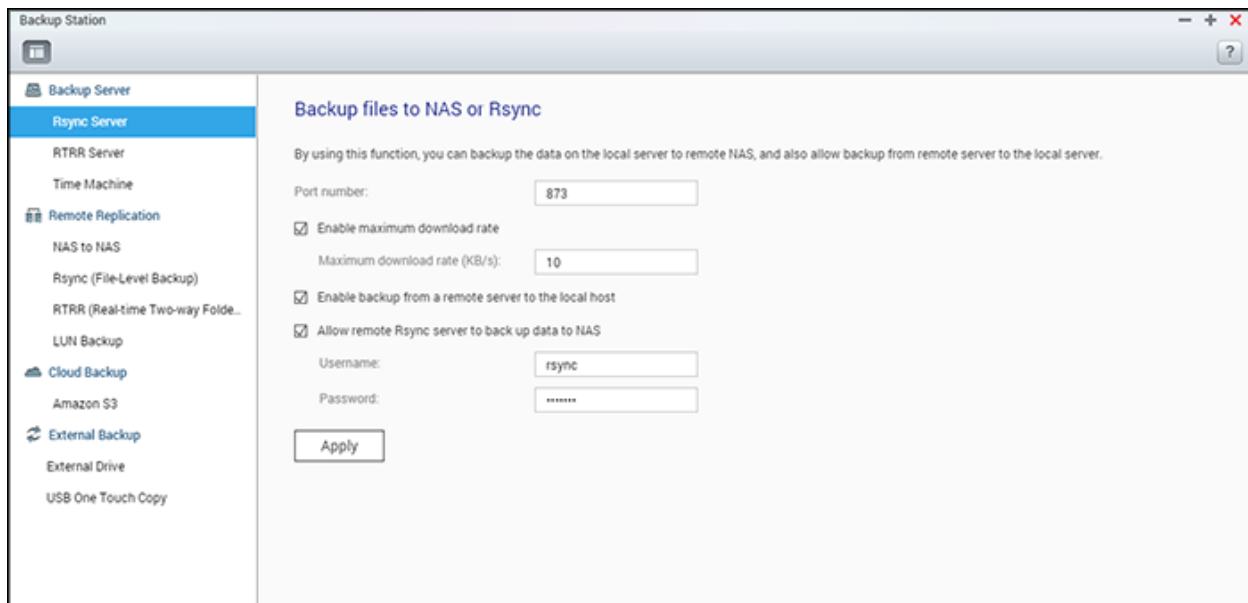 Backup Station
?
Backup Server
Rsync Server
RTRR Server
Time Machine
Remote Replication
NAS to NAS
Rsync (File-Level Backup)
RTRR (Real-time Two-way Folde...
LUN Backup
Cloud Backup
Amazon S3
External Backup
External Drive
USB One Touch Copy
Backup files to NAS or Rsync
By using this function, you can backup the data on the local server to remote NAS, and also allow backup from remote server to the local server.
Port number: 873
Enable maximum download rate
Maximum download rate (KB/s): 10
Enable backup from a remote server to the local host
Allow remote Rsync server to back up data to NAS
Username: rsync
Password: •••••••
Apply